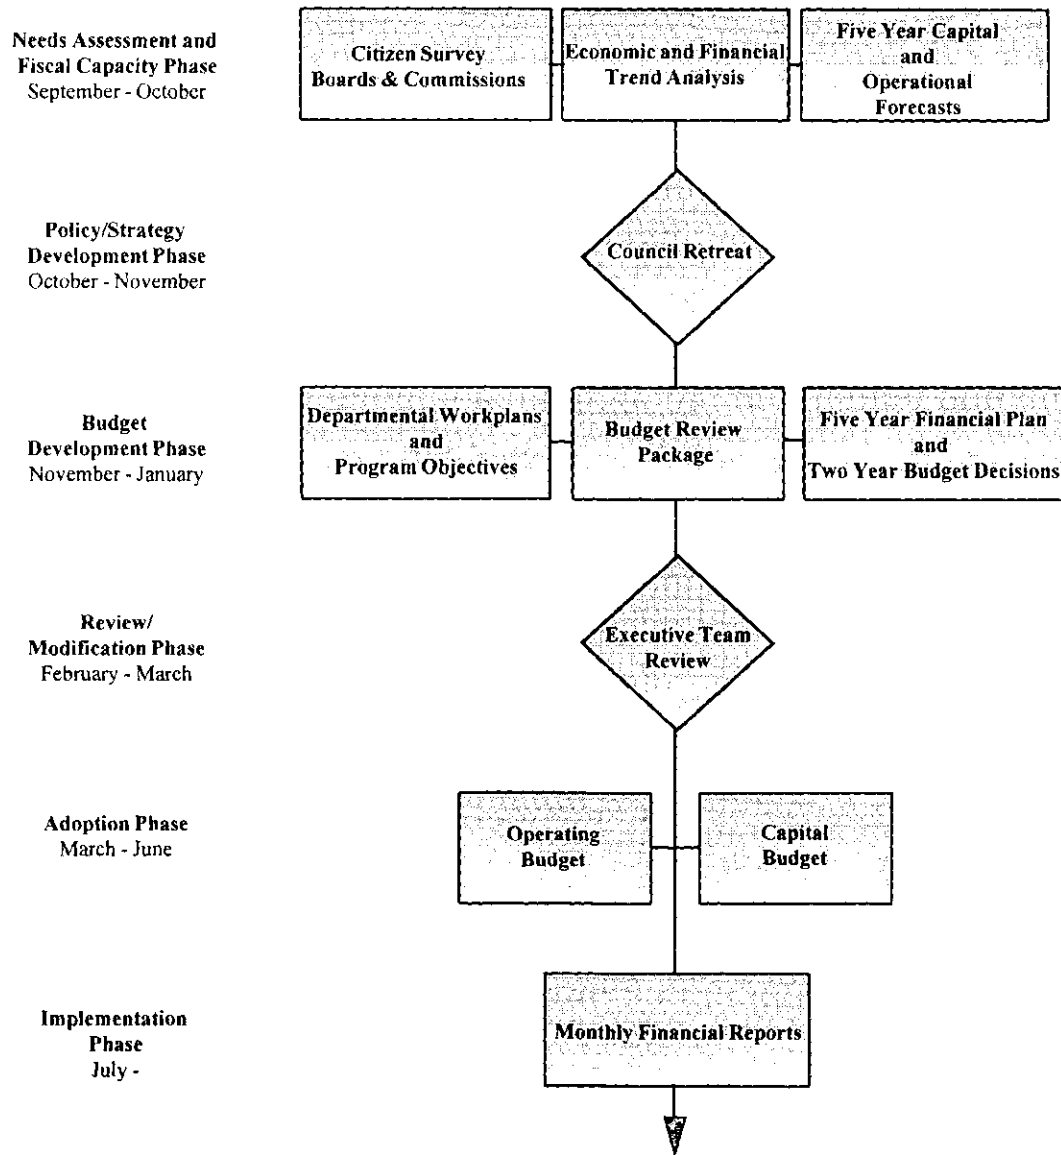 Needs Assessment and
Fiscal Capacity Phase
September - October
Citizen Survey
Boards & Commissions
Economic and Financial
Trend Analysis
Five Year Capital
and
Operational
Forecasts
Policy/Strategy
Development Phase
October - November
Council Retreat
Budget
Development Phase
November - January
Departmental Workplans
and
Program Objectives
Budget Review
Package
Five Year Financial Plan
and
Two Year Budget Decisions
Review/
Modification Phase
February - March
Executive Team
Review
Adoption Phase
March - June
Operating
Budget
Capital
Budget
Implementation
Phase
July -
Monthly Financial Reports